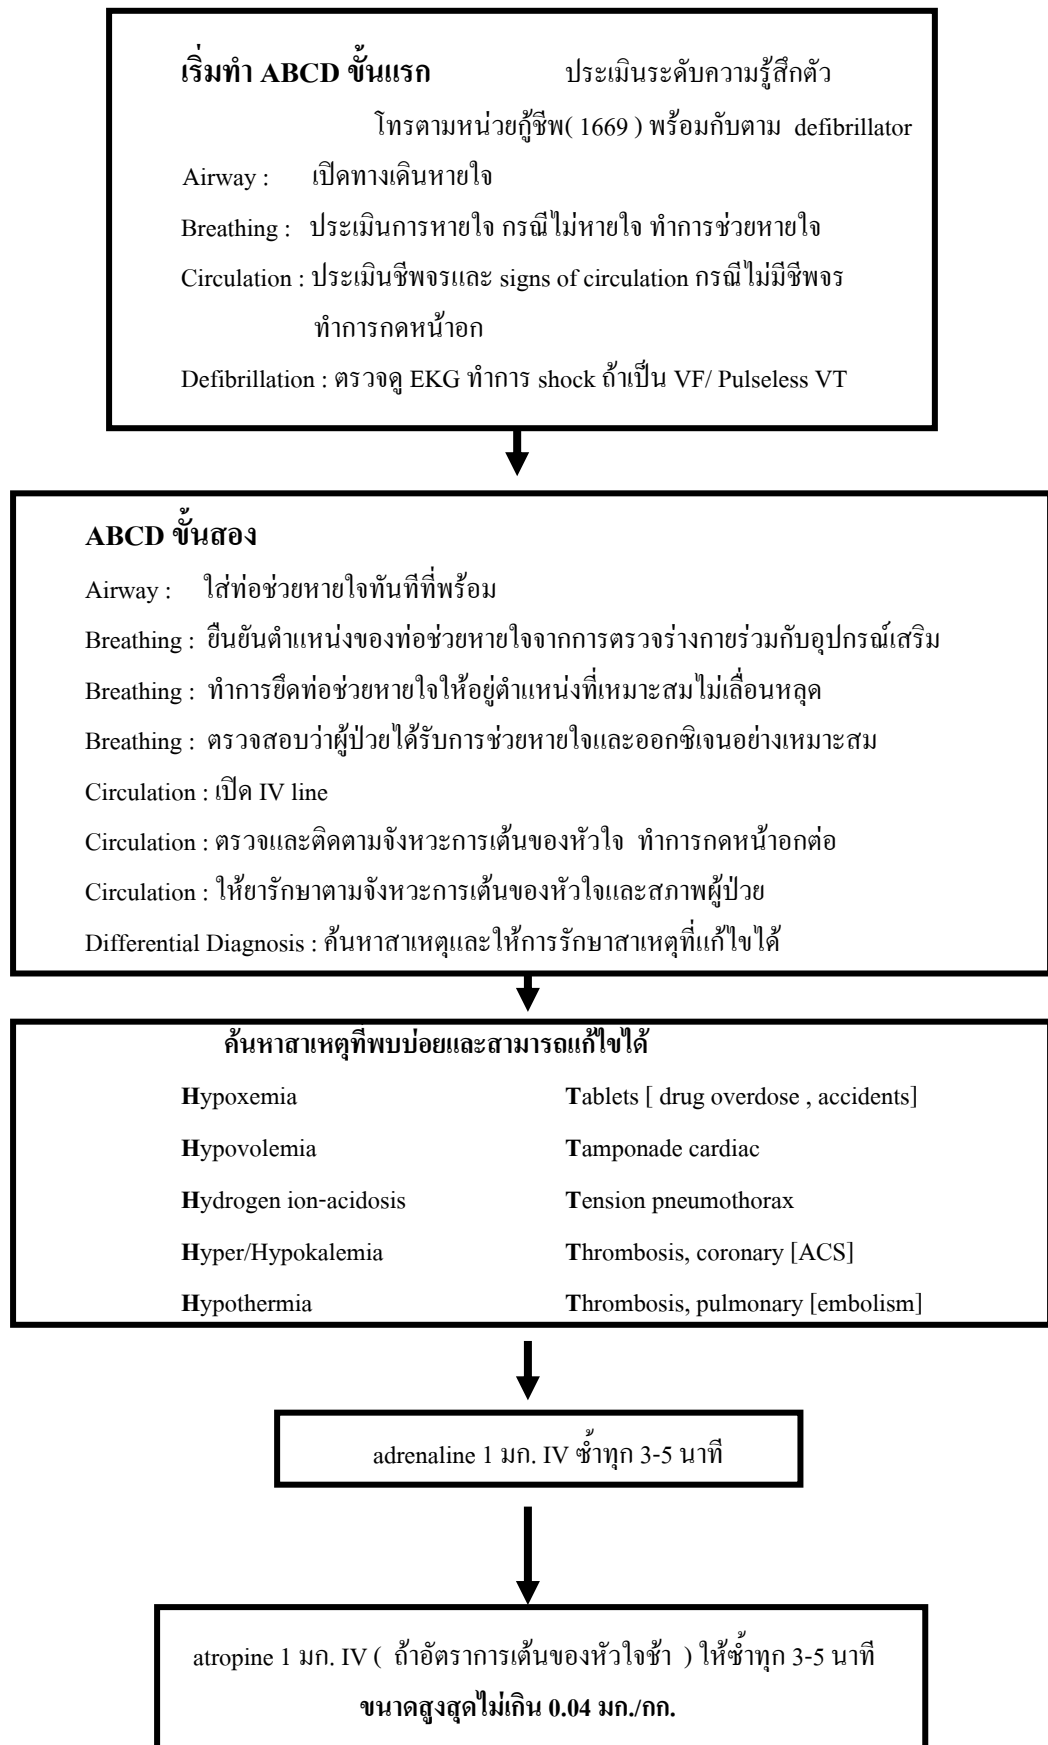 เริ่มทำ ABCD ขั้นแรก ประเมินระดับความรู้สึกตัว
โทรตามหน่วยกู้ชีพ( 1669 ) พร้อมกับตาม defibrillator
Airway : เปิดทางเดินหายใจ
Breathing : ประเมินการหายใจ กรณีไม่หายใจ ทำการช่วยหายใจ
Circulation : ประเมินชีพจรและ signs of circulation กรณีไม่มีชีพจร
ทำการกดหน้าอก
Defibrillation : ตรวจดู EKG ทำการ shock ถ้าเป็น VF/ Pulseless VT
ABCD ขั้นสอง
Airway : ใส่ท่อช่วยหายใจทันทีที่พร้อม
Breathing : ยืนยันตำแหน่งของท่อช่วยหายใจจากการตรวจร่างกายร่วมกับอุปกรณ์เสริม
Breathing : ทำการยึดท่อช่วยหายใจให้อยู่ตำแหน่งที่เหมาะสมไม่เลื่อนหลุด
Breathing : ตรวจสอบว่าผู้ป่วยได้รับการช่วยหายใจและออกซิเจนอย่างเหมาะสม
Circulation : เปิด IV line
Circulation : ตรวจและติดตามจังหวะการเต้นของหัวใจ ทำการกดหน้าอกต่อ
Circulation : ให้ยารักษาตามจังหวะการเต้นของหัวใจและสภาพผู้ป่วย
Differential Diagnosis : ค้นหาสาเหตุและให้การรักษาสาเหตุที่แก้ไขได้
ค้นหาสาเหตุที่พบบ่อยและสามารถแก้ไขได้
Hypoxemia Tablets [ drug overdose , accidents]
Hypovolemia Tamponade cardiac
Hydrogen ion-acidosis Tension pneumothorax
Hyper/Hypokalemia Thrombosis, coronary [ACS]
Hypothermia Thrombosis, pulmonary [embolism]
adrenaline 1 มก. IV ซ้ำทุก 3-5 นาที
atropine 1 มก. IV ( ถ้าอัตราการเต้นของหัวใจช้า ) ให้ซ้ำทุก 3-5 นาที
ขนาดสูงสุดไม่เกิน 0.04 มก./กก.